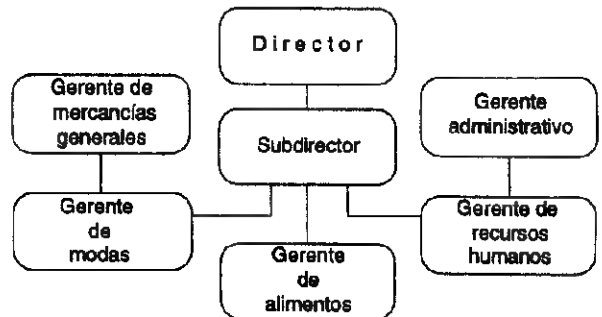 Director
Gerente de
mercancías
generales
Subdirector
Gerente
administrativo
Gerente
de
modas
Gerente
de
alimentos
Gerente de
recursos
humanos